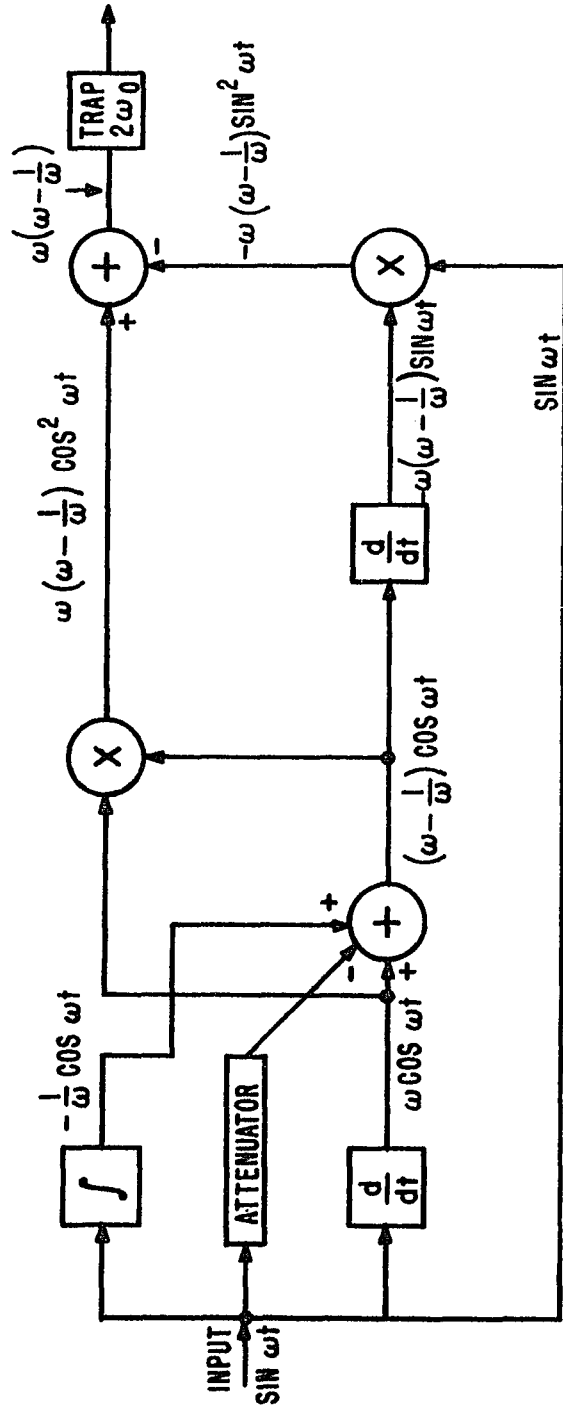 INPUT
SIN ωt
∫
-1/ω COS ωt
ATTENUATOR
d/dt
ω COS ωt
+
-
+
+
(ω - 1/ω) COS ωt
×
ω(ω - 1/ω) COS² ωt
d/dt
ω(ω - 1/ω) SIN ωt
×
SIN ωt
-ω(ω - 1/ω) SIN² ωt
+
-
+
ω(ω - 1/ω)
TRAP
2ω₀